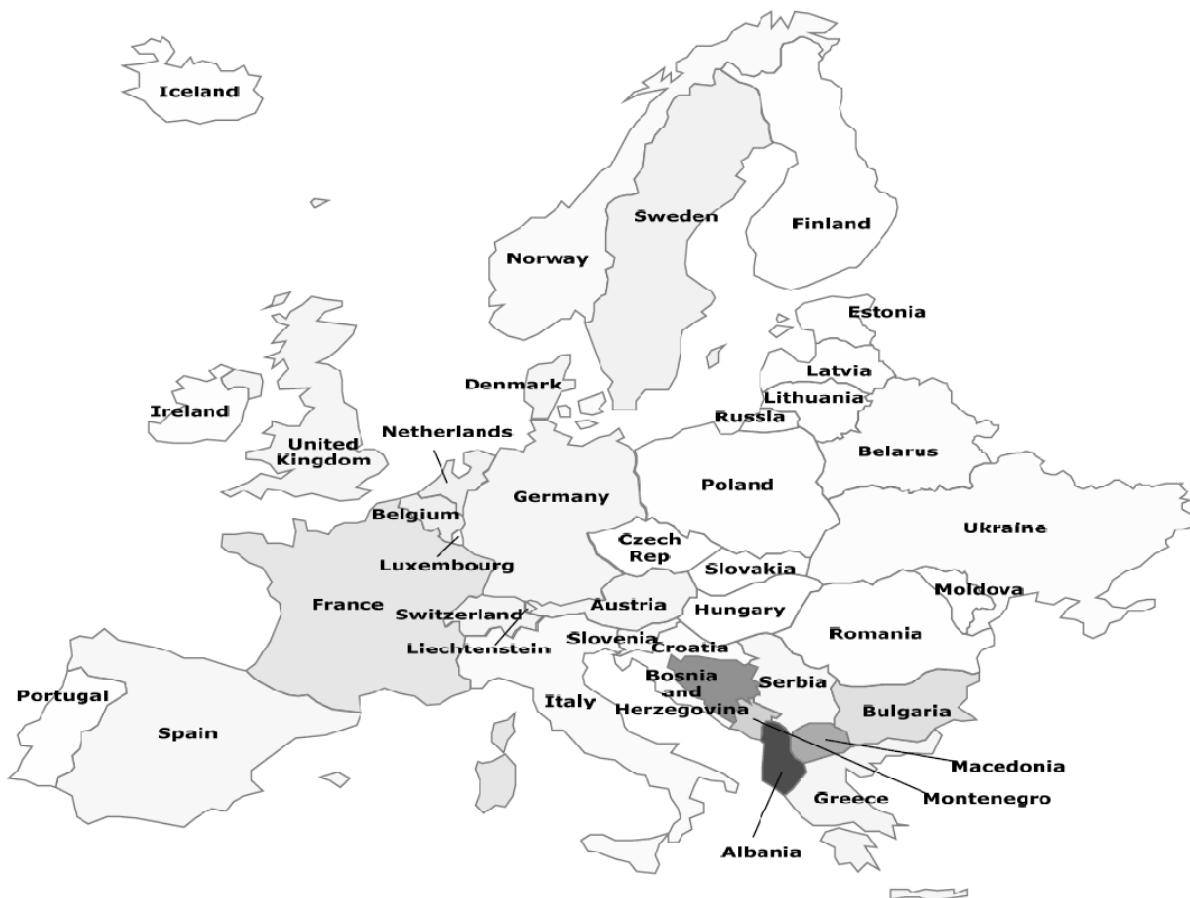 Iceland
Sweden
Finland
Norway
Estonia
Latvia
Denmark
Lithuania
Ireland
Russia
Netherlands
United
Kingdom
Belarus
Poland
Germany
Belgium
Ukraine
Czech
Rep
Luxembourg
Slovakia
Moldova
France
Switzerland
Austria
Hungary
Romania
Slovenia
Liechtenstein
Croatia
Bosnia
and
Herzegovina
Serbia
Portugal
Italy
Bulgaria
Spain
Macedonia
Greece
Montenegro
Albania